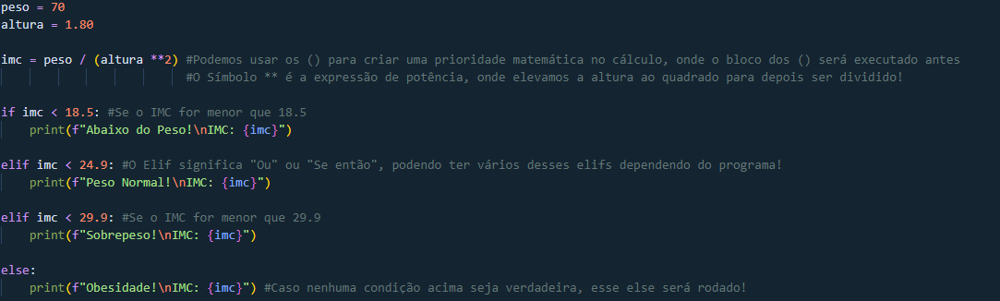 peso = 70
altura = 1.80
imc = peso / (altura **2) #Podemos usar os () para criar uma prioridade matemática no cálculo, onde o bloco dos () será executado antes
#O Símbolo ** é a expressão de potência, onde elevamos a altura ao quadrado para depois ser dividido!
if imc < 18.5: #Se o IMC for menor que 18.5
print(f"Abaixo do Peso!\nIMC: {imc}")
elif imc < 24.9: #O Elif significa "Ou" ou "Se então", podendo ter vários desses elifs dependendo do programa!
print(f"Peso Normal!\nIMC: {imc}")
elif imc < 29.9: #Se o IMC for menor que 29.9
print(f"Sobrepeso!\nIMC: {imc}")
else:
print(f"Obesidade!\nIMC: {imc}") #Caso nenhuma condição acima seja verdadeira, esse else será rodado!